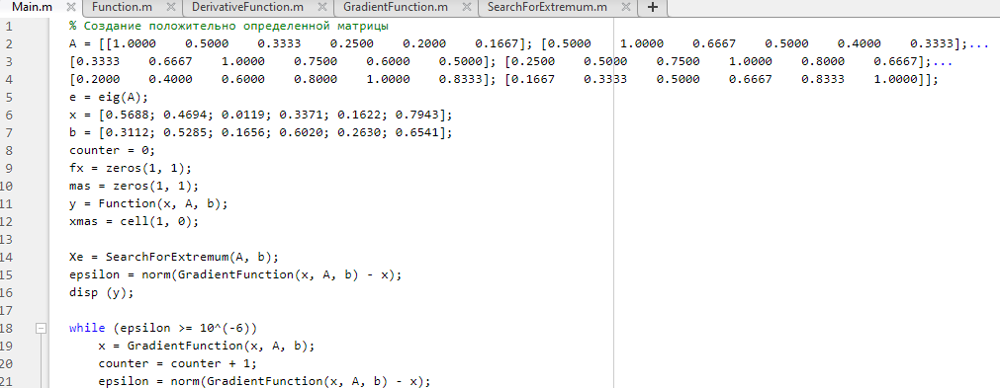 Main.m × Function.m × DerivativeFunction.m × GradientFunction.m × SearchForExtremum.m × +
1 % Создание положительно определенной матрицы
2 A = [[1.0000 0.5000 0.3333 0.2500 0.2000 0.1667]; [0.5000 1.0000 0.6667 0.5000 0.4000 0.3333];...
3 [0.3333 0.6667 1.0000 0.7500 0.6000 0.5000]; [0.2500 0.5000 0.7500 1.0000 0.8000 0.6667];...
4 [0.2000 0.4000 0.6000 0.8000 1.0000 0.8333]; [0.1667 0.3333 0.5000 0.6667 0.8333 1.0000]];
5 e = eig(A);
6 x = [0.5688; 0.4694; 0.0119; 0.3371; 0.1622; 0.7943];
7 b = [0.3112; 0.5285; 0.1656; 0.6020; 0.2630; 0.6541];
8 counter = 0;
9 fx = zeros(1, 1);
10 mas = zeros(1, 1);
11 y = Function(x, A, b);
12 xmas = cell(1, 0);
13
14 Xe = SearchForExtremum(A, b);
15 epsilon = norm(GradientFunction(x, A, b) - x);
16 disp (y);
17
18 while (epsilon >= 10^(-6))
19 x = GradientFunction(x, A, b);
20 counter = counter + 1;
21 epsilon = norm(GradientFunction(x, A, b) - x);